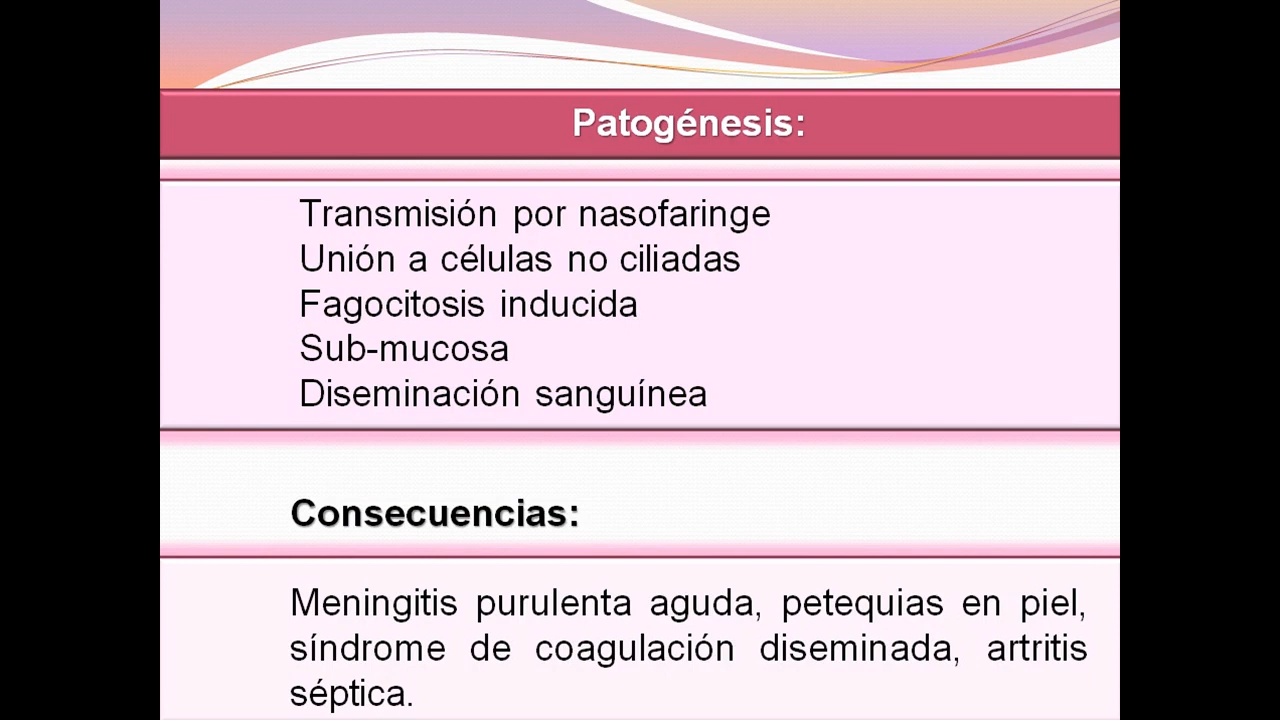 Patogénesis:
Transmisión por nasofaringe
Unión a células no ciliadas
Fagocitosis inducida
Sub-mucosa
Diseminación sanguínea
Consecuencias:
Meningitis purulenta aguda, petequias en piel,
síndrome de coagulación diseminada, artritis
séptica.